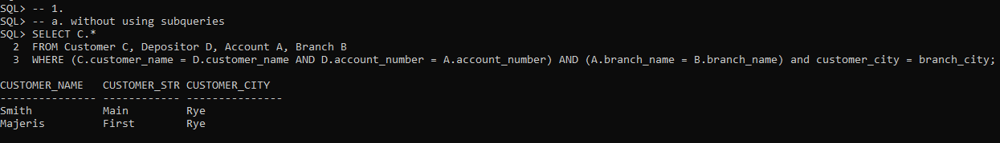 SQL> -- 1.
SQL> -- a. without using subqueries
SQL> SELECT C.*
  2  FROM Customer C, Depositor D, Account A, Branch B
  3  WHERE (C.customer_name = D.customer_name AND D.account_number = A.account_number) AND (A.branch_name = B.branch_name) and customer_city = branch_city;
CUSTOMER_NAME   CUSTOMER_STR CUSTOMER_CITY
--------------- ------------ ---------------
Smith           Main         Rye
Majeris         First        Rye